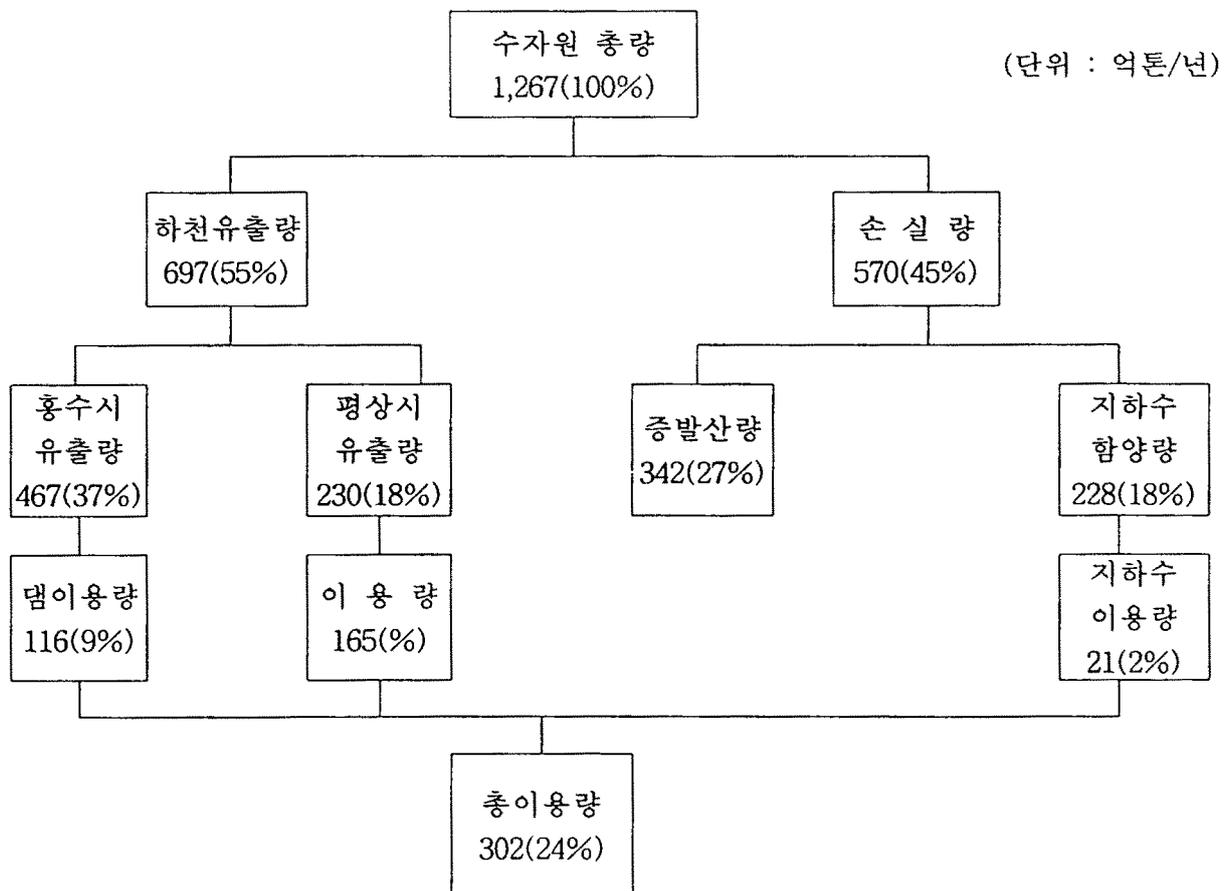 수자원 총량
1,267(100%)
(단위 : 억톤/년)
하천유출량
697(55%)
손 실 량
570(45%)
홍수시
유출량
467(37%)
평상시
유출량
230(18%)
증발산량
342(27%)
지하수
함양량
228(18%)
댐이용량
116(9%)
이 용 량
165(%)
지하수
이용량
21(2%)
총이용량
302(24%)